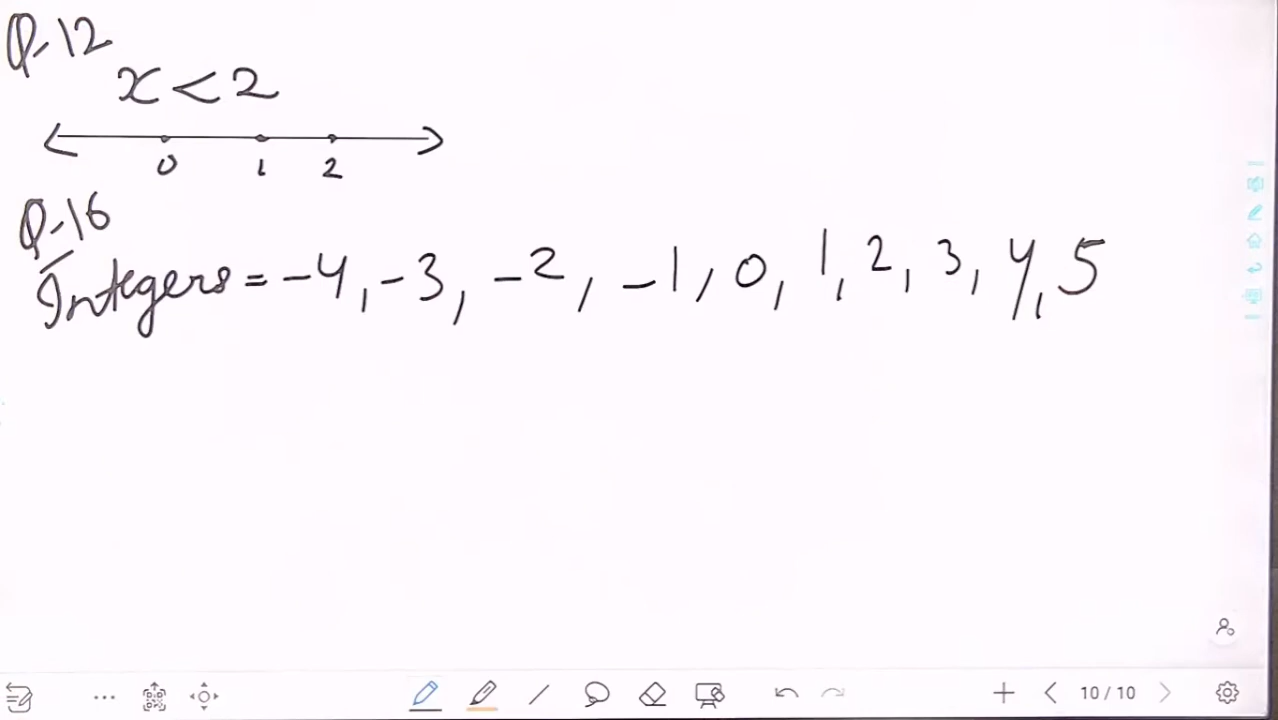 Q-12
x < 2
0 1 2
Q-16
Integers = -4, -3, -2, -1, 0, 1, 2, 3, 4, 5
10 / 10